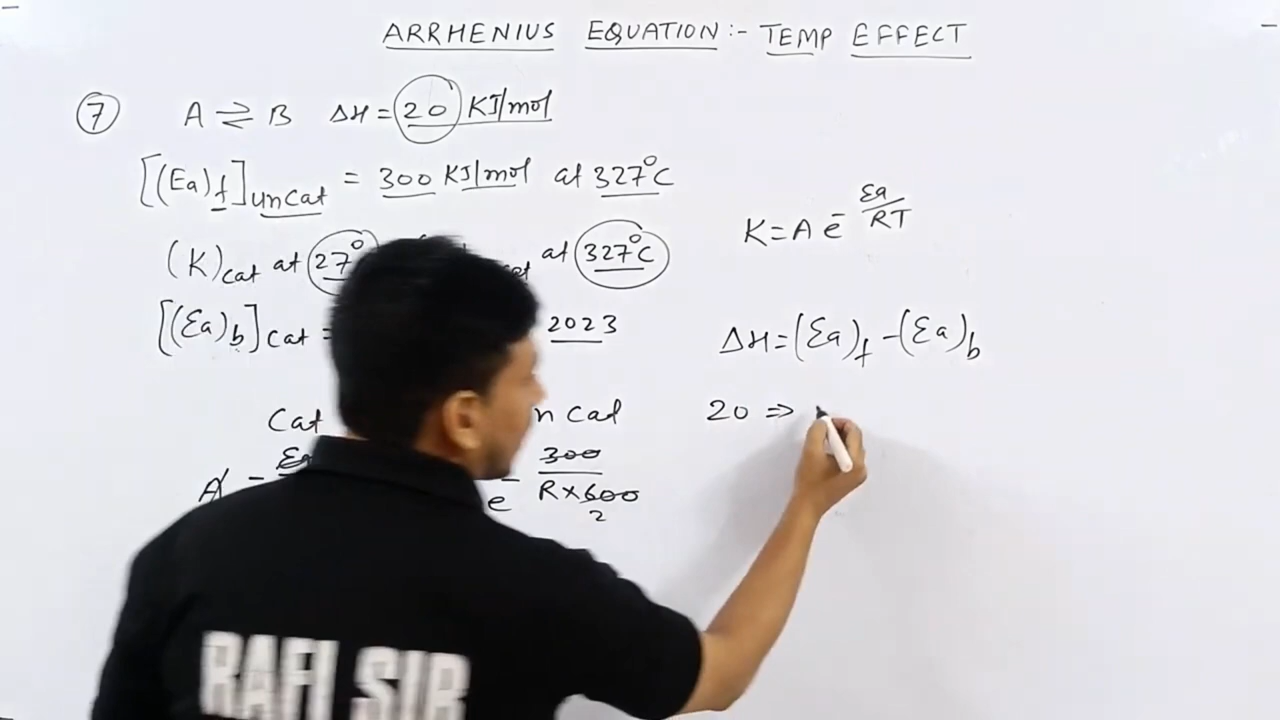 ARRHENIUS EQUATION :- TEMP EFFECT
7 A ⇌ B ΔH = 20 KJ/mol
[(Ea)f]uncat = 300 KJ/mol at 327°C
(K)cat at 27° at 327°C
K = A e^-Ea/RT
[(Ea)b]cat = 2023
ΔH = (Ea)f - (Ea)b
Cat n cat
20 ⇒
A e^-300/R×600
2
RAFI SIR